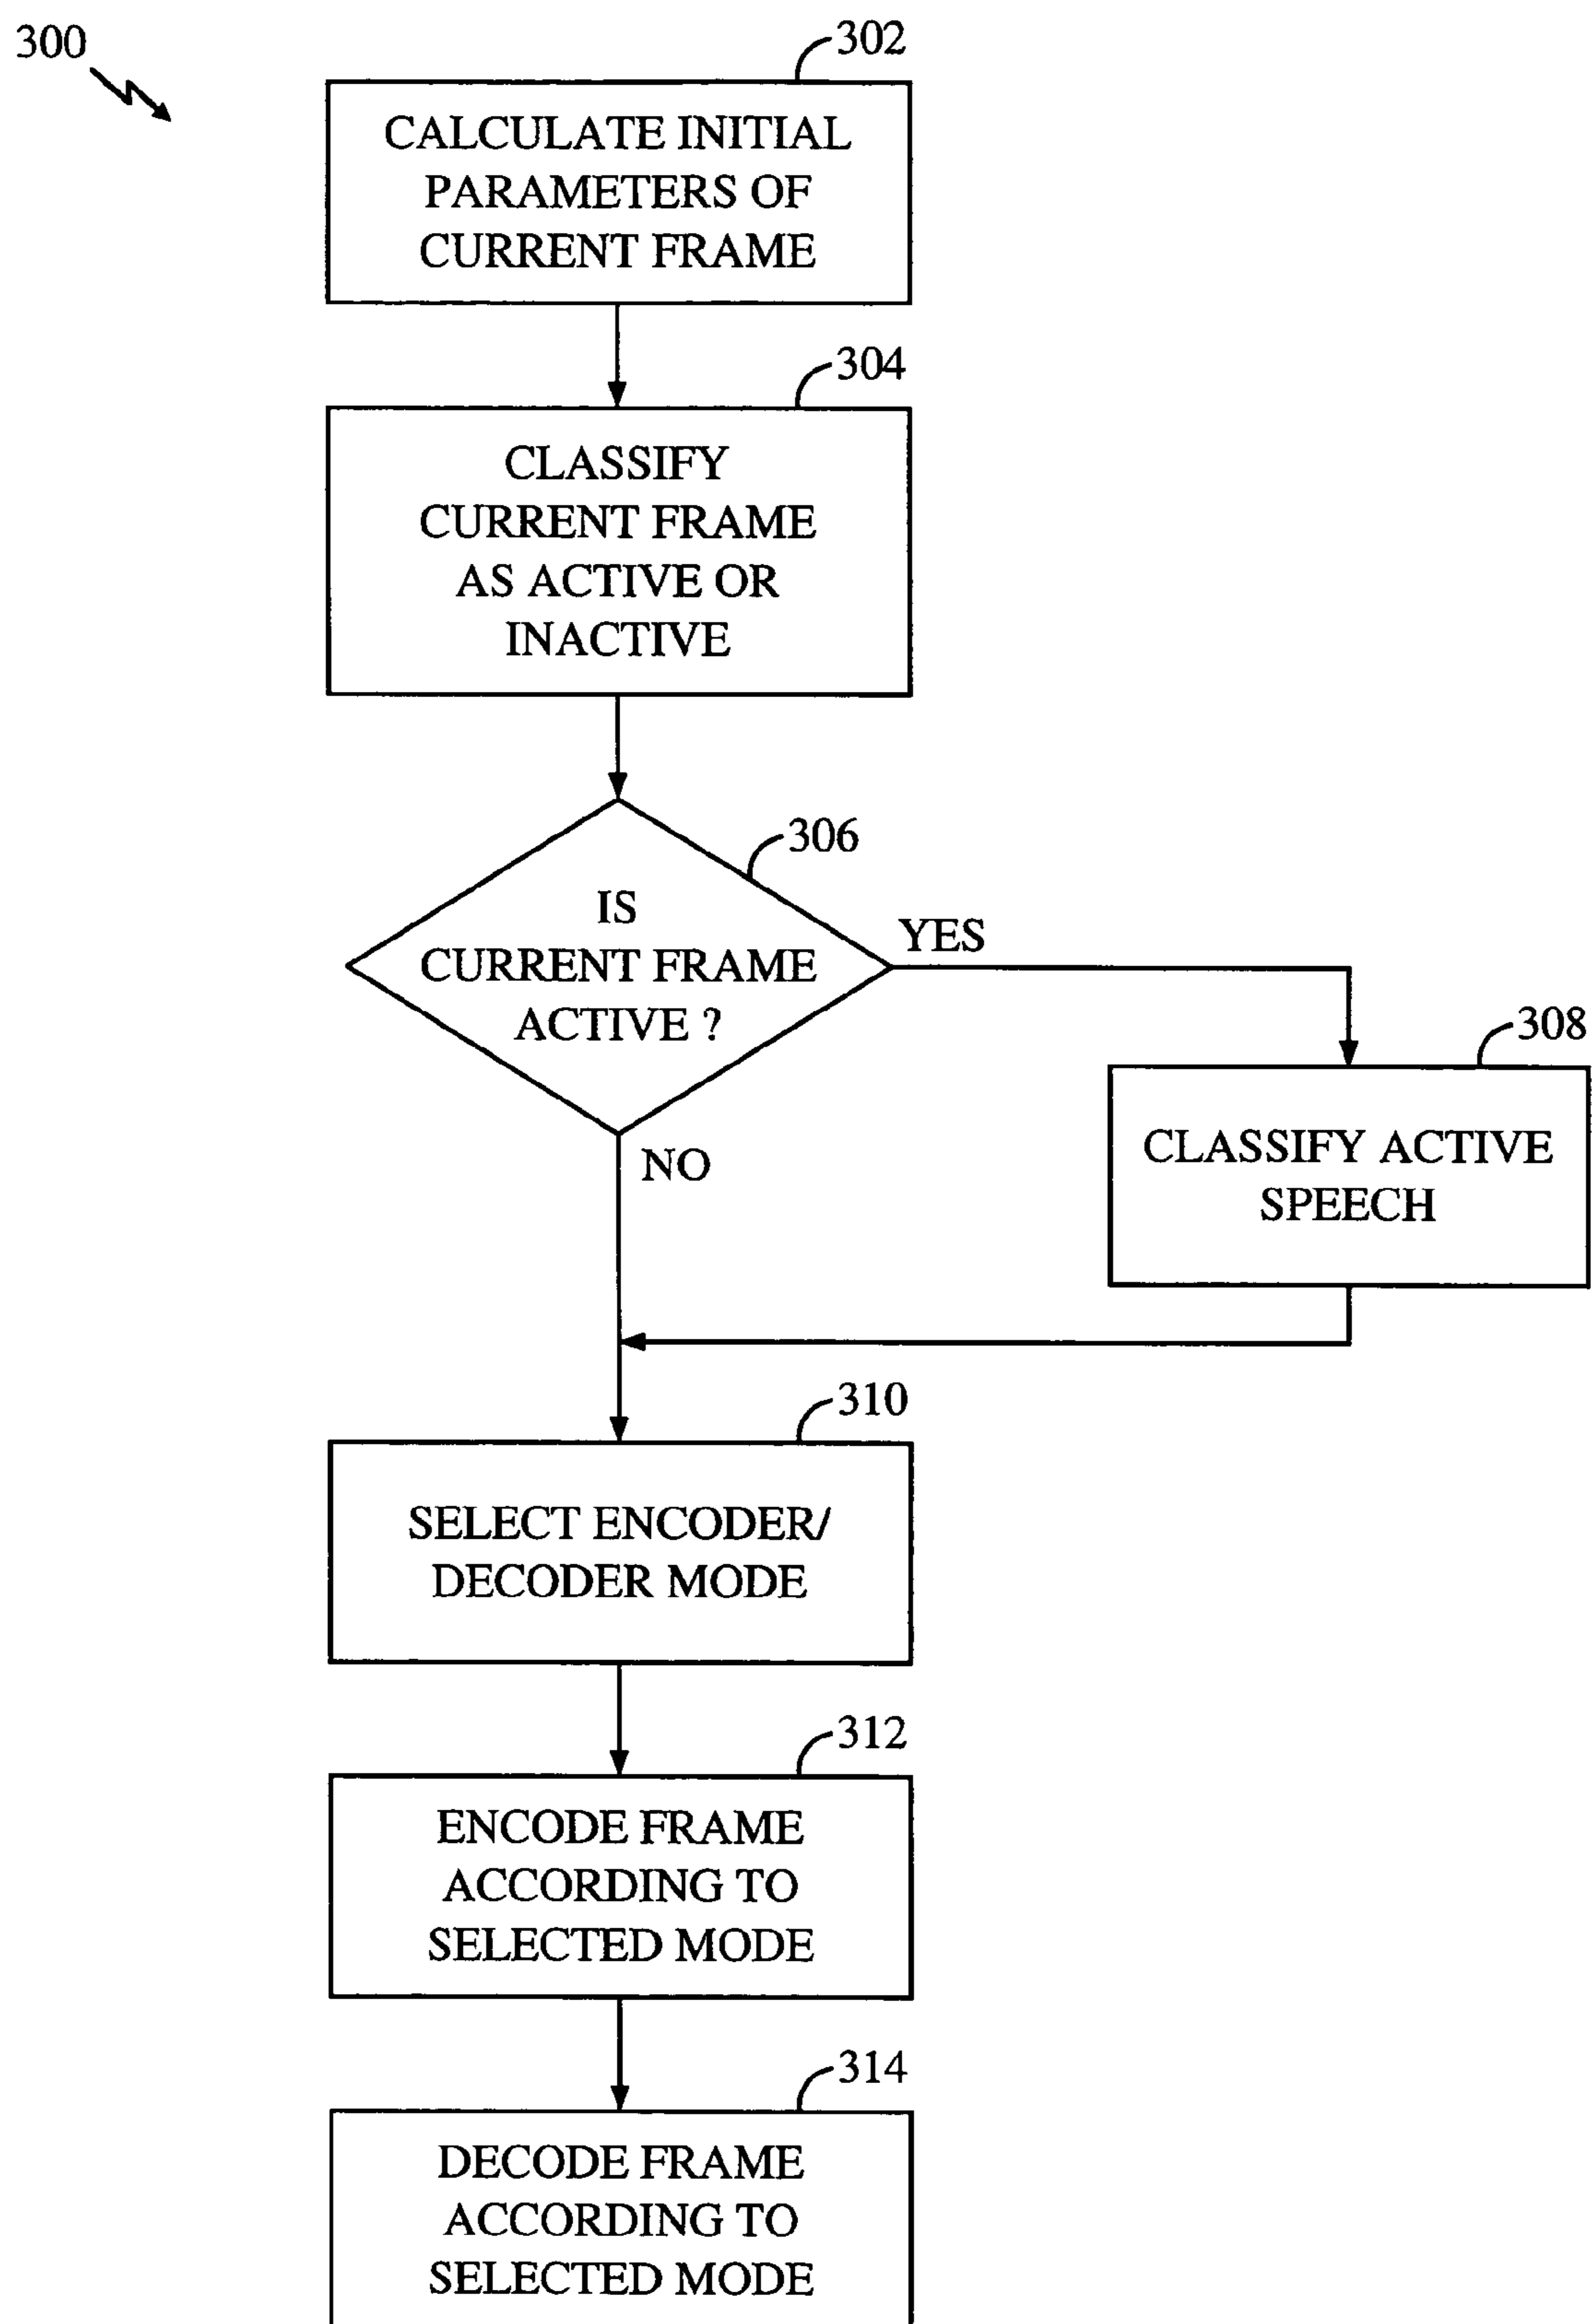 300
302
CALCULATE INITIAL
PARAMETERS OF
CURRENT FRAME
304
CLASSIFY
CURRENT FRAME
AS ACTIVE OR
INACTIVE
306
IS
CURRENT FRAME
ACTIVE ?
YES
NO
308
CLASSIFY ACTIVE
SPEECH
310
SELECT ENCODER/
DECODER MODE
312
ENCODE FRAME
ACCORDING TO
SELECTED MODE
314
DECODE FRAME
ACCORDING TO
SELECTED MODE